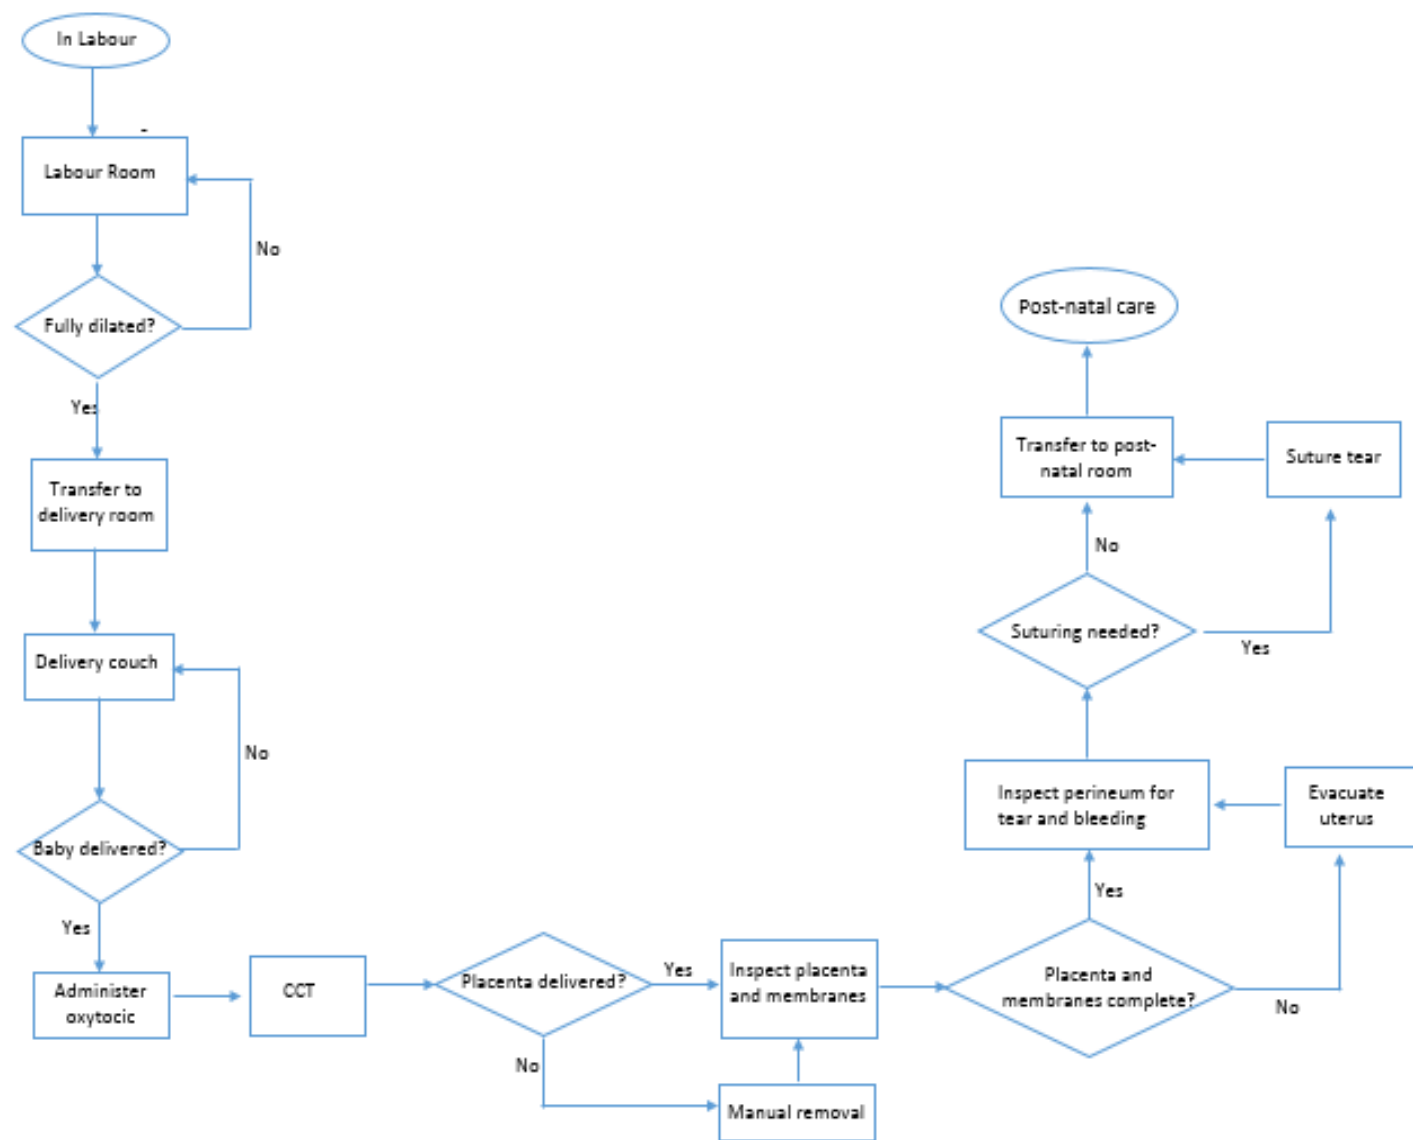 In Labour
Labour Room
No
Fully dilated?
Yes
Transfer to
delivery room
Delivery couch
No
Baby delivered?
Yes
Administer
oxytocic
CCT
Placenta delivered?
Yes
No
Manual removal
Inspect placenta
and membranes
Placenta and
membranes complete?
No
Yes
Evacuate
uterus
Inspect perineum for
tear and bleeding
Suturing needed?
Yes
No
Suture tear
Transfer to post-
natal room
Post-natal care